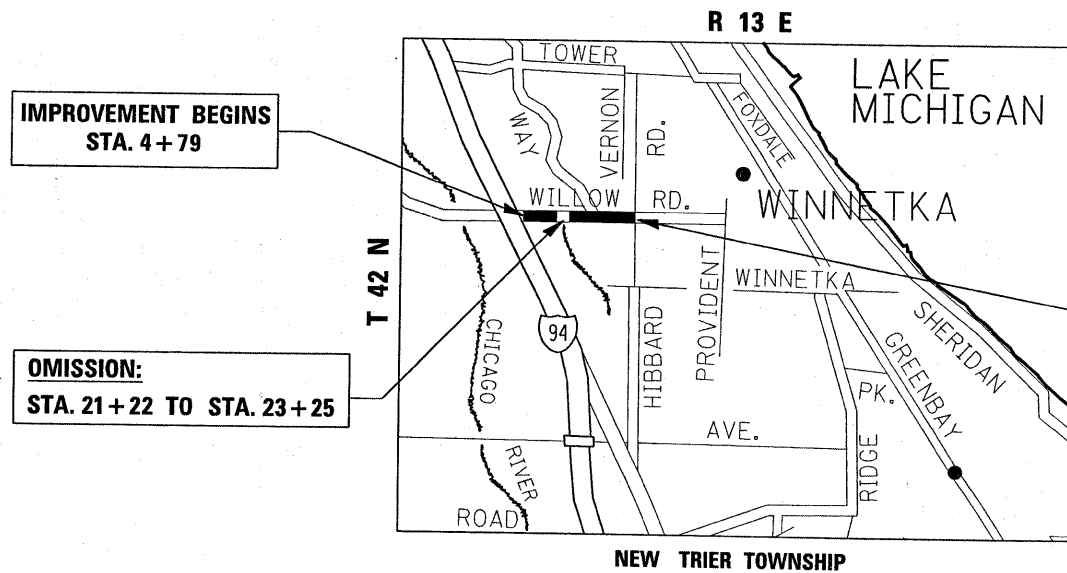 R 13 E
TOWER
LAKE
MICHIGAN
IMPROVEMENT BEGINS
STA. 4+79
WAY
VERNON
RD.
FOXDALE
WILLOW RD.
WINNETKA
T 42 N
PROVIDENT
WINNETKA
CHICAGO
94
HIBBARD
SHERIDAN
GREENBAY
OMISSION:
STA. 21+22 TO STA. 23+25
PK.
AVE.
RIVER
RIDGE
ROAD
NEW TRIER TOWNSHIP